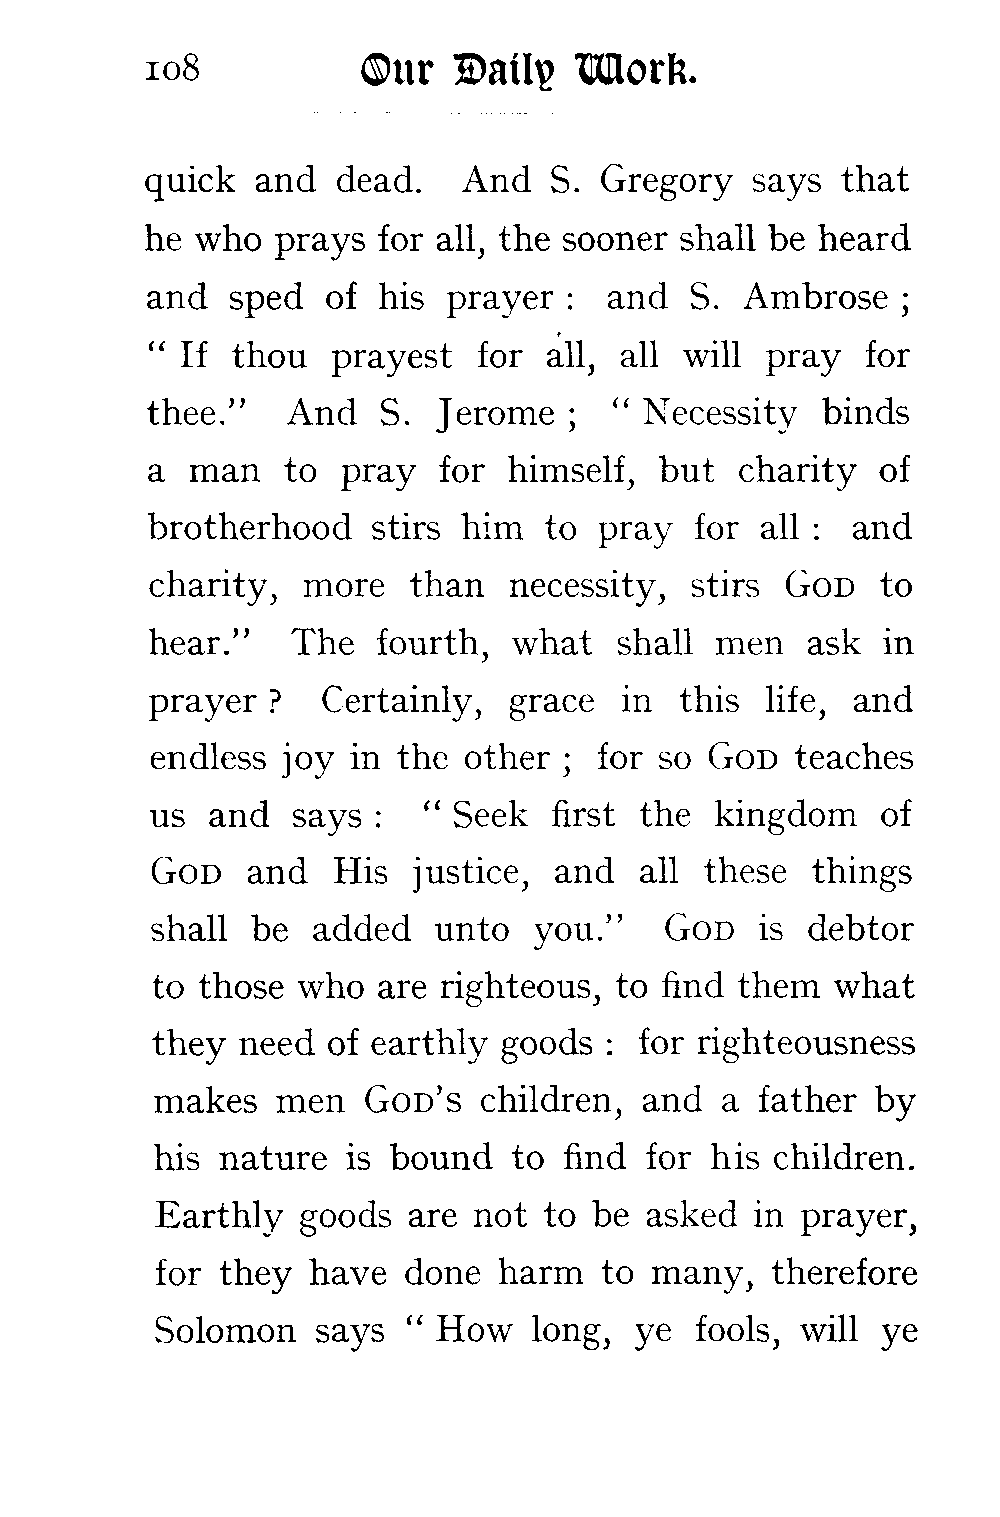 108 Our Daily Work.
quick and dead. And S. Gregory says that
he who prays for all, the sooner shall be heard
and sped of his prayer : and S. Ambrose ;
“ If thou prayest for all, all will pray for
thee.” And S. Jerome ; “ Necessity binds
a man to pray for himself, but charity of
brotherhood stirs him to pray for all : and
charity, more than necessity, stirs GOD to
hear.” The fourth, what shall men ask in
prayer ? Certainly, grace in this life, and
endless joy in the other ; for so GOD teaches
us and says : “ Seek first the kingdom of
GOD and His justice, and all these things
shall be added unto you.” GOD is debtor
to those who are righteous, to find them what
they need of earthly goods : for righteousness
makes men GOD’S children, and a father by
his nature is bound to find for his children.
Earthly goods are not to be asked in prayer,
for they have done harm to many, therefore
Solomon says “ How long, ye fools, will ye